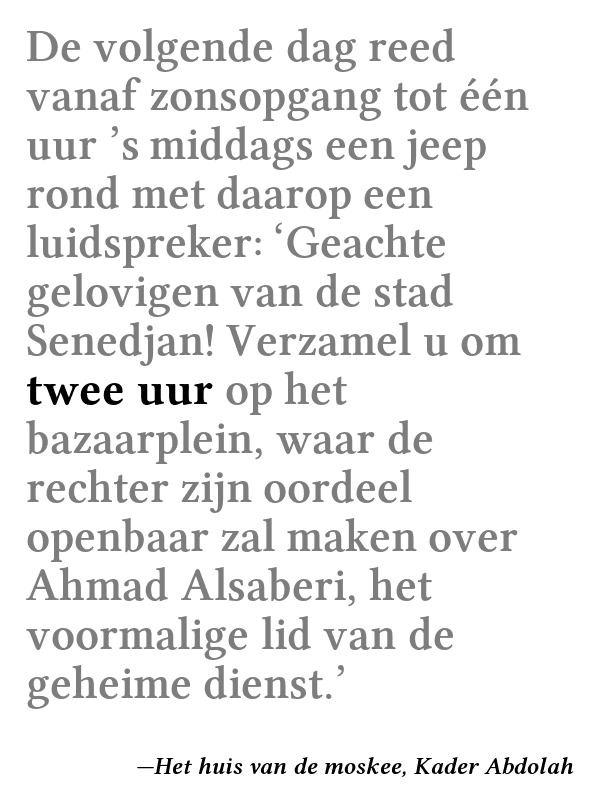 De volgende dag reed
vanaf zonsopgang tot één
uur ’s middags een jeep
rond met daarop een
luidspreker: ‘Geachte
gelovigen van de stad
Senedjan! Verzamel u om
twee uur op het
bazaarplein, waar de
rechter zijn oordeel
openbaar zal maken over
Ahmad Alsaberi, het
voormalige lid van de
geheime dienst.’
—Het huis van de moskee, Kader Abdolah